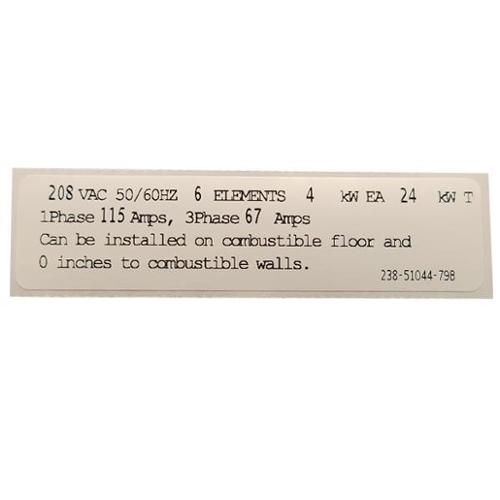 208 VAC 50/60HZ 6 ELEMENTS 4 kW EA 24 kW T
1Phase 115 Amps, 3Phase 67 Amps
Can be installed on combustible floor and
0 inches to combustible walls.
238-51044-79B